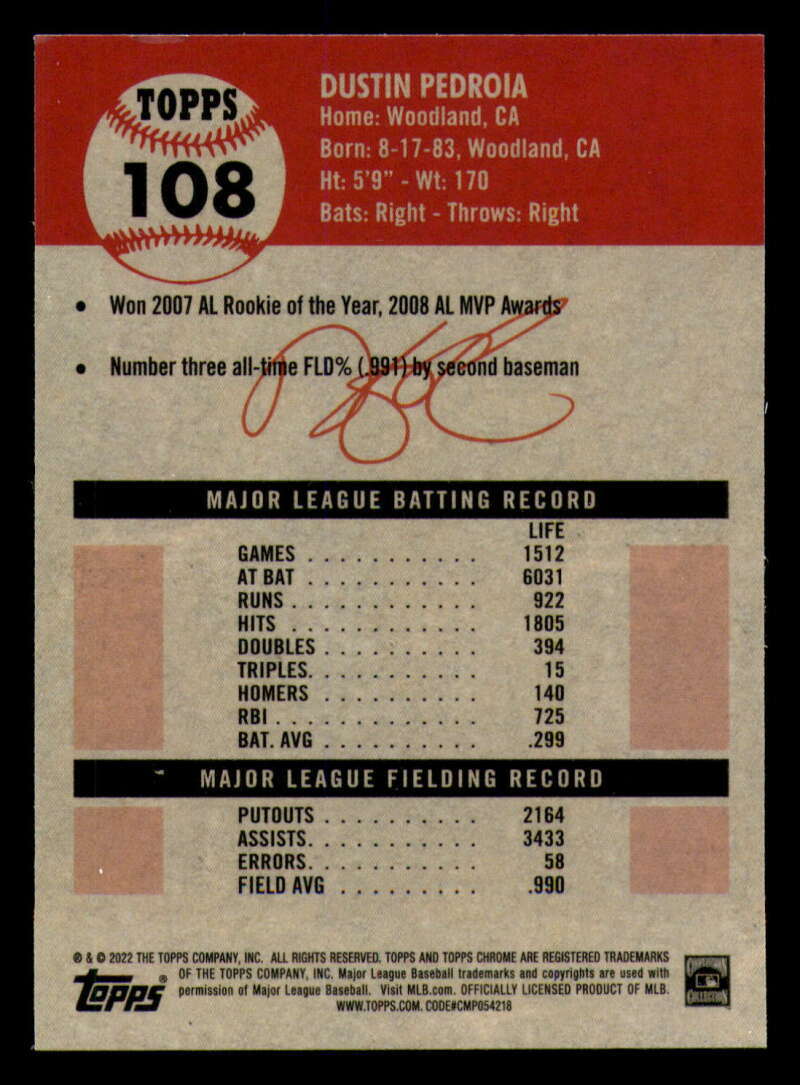 TOPPS
108
DUSTIN PEDROIA
Home: Woodland, CA
Born: 8-17-83, Woodland, CA
Ht: 5'9" - Wt: 170
Bats: Right - Throws: Right
• Won 2007 AL Rookie of the Year, 2008 AL MVP Awards
• Number three all-time FLD% (.991) by second baseman
MAJOR LEAGUE BATTING RECORD
LIFE
GAMES . . . . . . . . . . . 1512
AT BAT . . . . . . . . . . . 6031
RUNS . . . . . . . . . . . . 922
HITS . . . . . . . . . . . . 1805
DOUBLES . . . . . . . . . . 394
TRIPLES. . . . . . . . . . . 15
HOMERS . . . . . . . . . . 140
RBI . . . . . . . . . . . . . 725
BAT. AVG . . . . . . . . . . .299
MAJOR LEAGUE FIELDING RECORD
PUTOUTS . . . . . . . . . . 2164
ASSISTS. . . . . . . . . . . 3433
ERRORS. . . . . . . . . . . 58
FIELD AVG . . . . . . . . . .990
® & © 2022 THE TOPPS COMPANY, INC. ALL RIGHTS RESERVED. TOPPS AND TOPPS CHROME ARE REGISTERED TRADEMARKS
OF THE TOPPS COMPANY, INC. Major League Baseball trademarks and copyrights are used with
permission of Major League Baseball. Visit MLB.com. OFFICIALLY LICENSED PRODUCT OF MLB.
WWW.TOPPS.COM. CODE#CMP054218
Topps®
COLLECTION